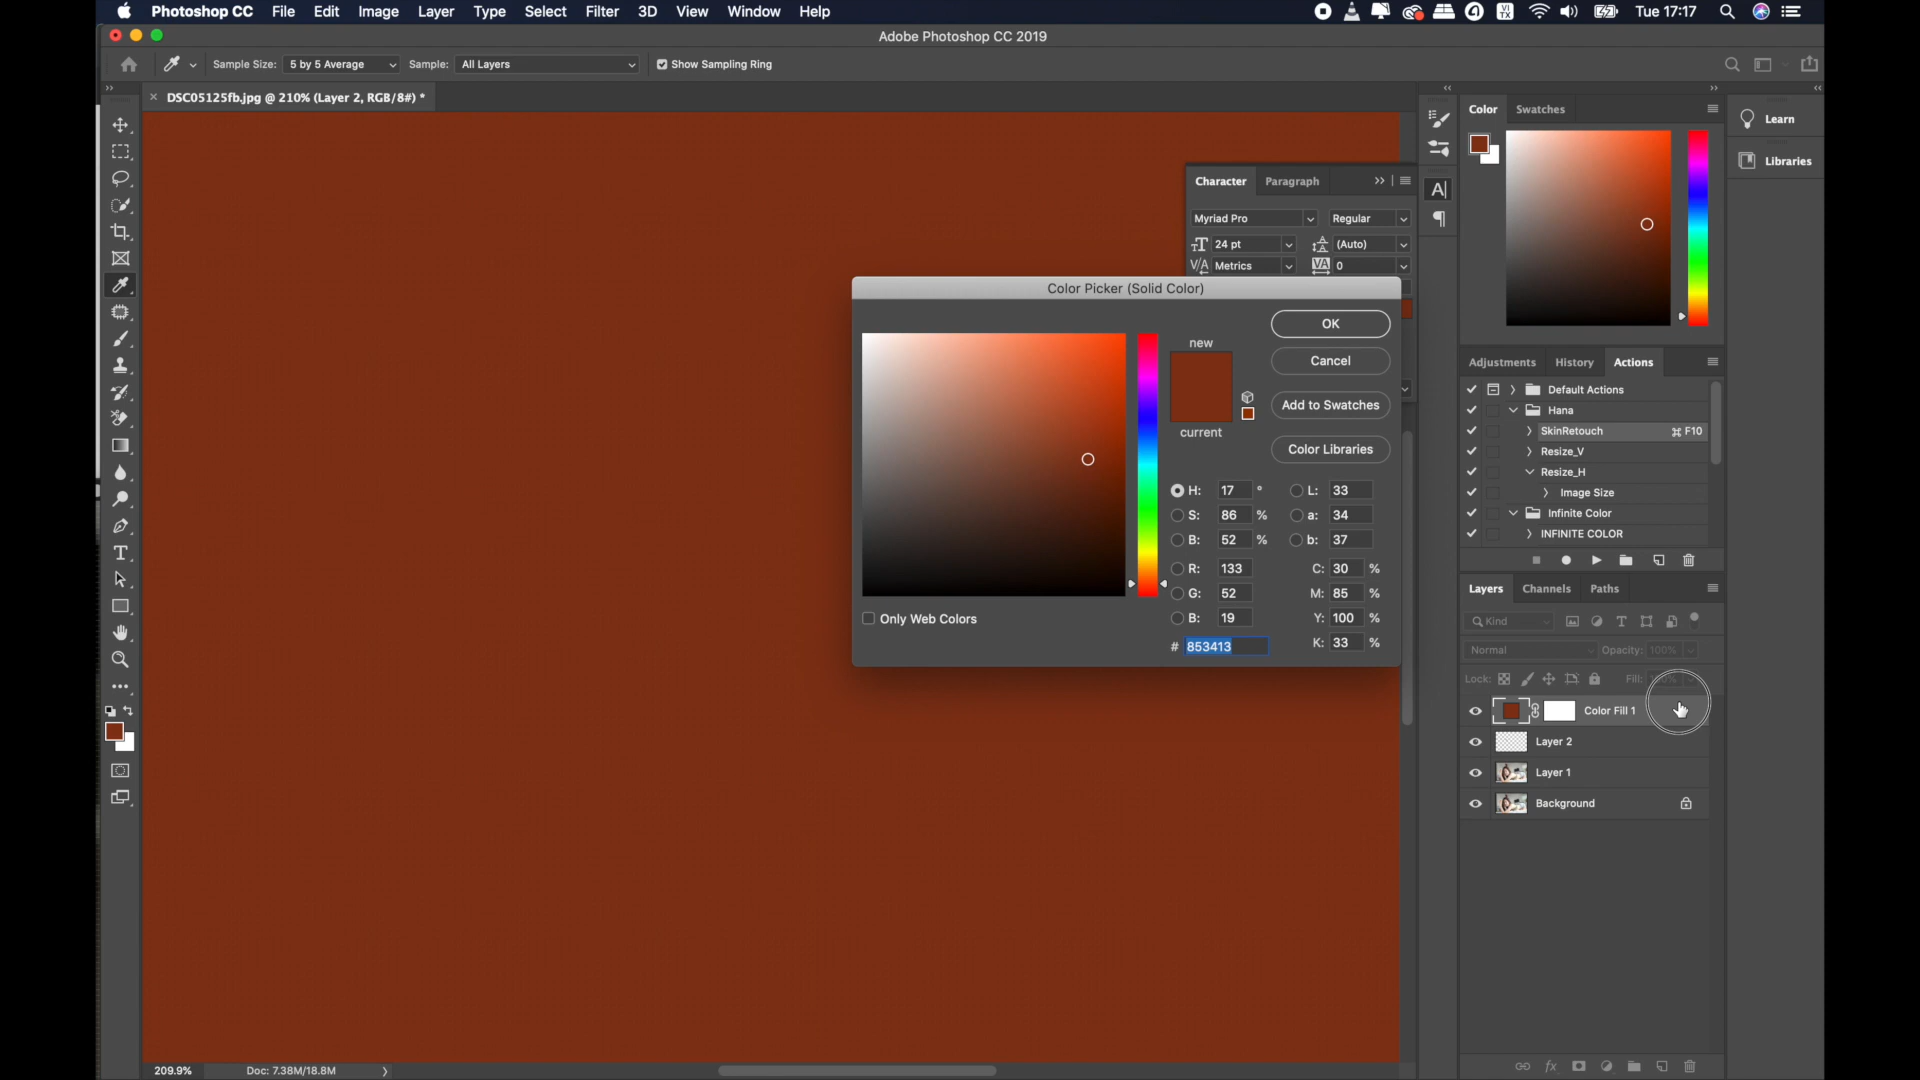 Photoshop CC File Edit Image Layer Type Select Filter 3D View Window Help
VI TX
Tue 17:17
Adobe Photoshop CC 2019
Sample Size: 5 by 5 Average Sample: All Layers Show Sampling Ring
DSC05125fb.jpg @ 210% (Layer 2, RGB/8#) *
Character Paragraph
Myriad Pro Regular
24 pt (Auto)
Metrics 0
Color Picker (Solid Color)
new
current
OK
Cancel
Add to Swatches
Color Libraries
H: 17 ° L: 33
S: 86 % a: 34
B: 52 % b: 37
R: 133 C: 30 %
G: 52 M: 85 %
B: 19 Y: 100 %
# 853413 K: 33 %
Only Web Colors
Color Swatches
Learn
Libraries
Adjustments History Actions
Default Actions
Hana
SkinRetouch ⌘ F10
Resize_V
Resize_H
Image Size
Infinite Color
INFINITE COLOR
Layers Channels Paths
Kind
Normal Opacity: 100%
Lock: Fill:
Color Fill 1
Layer 2
Layer 1
Background
209.9% Doc: 7.38M/18.8M